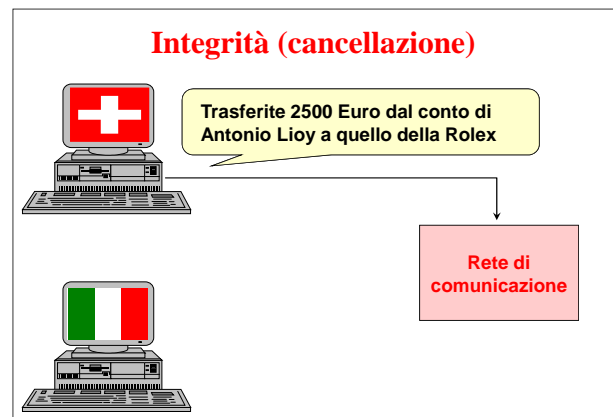 Integrità (cancellazione)
Trasferite 2500 Euro dal conto di
Antonio Lioy a quello della Rolex
Rete di
comunicazione